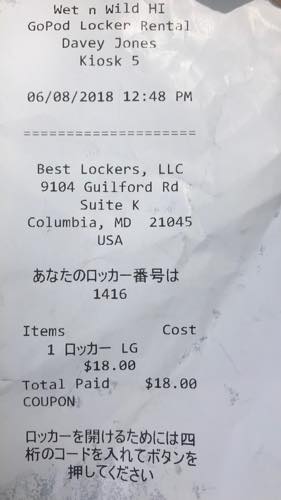 Wet n Wild HI
GoPod Locker Rental
Davey Jones
Kiosk 5
06/08/2018 12:48 PM
====================
Best Lockers, LLC
9104 Guilford Rd
Suite K
Columbia, MD 21045
USA
あなたのロッカー番号は
1416
Items Cost
1 ロッカー LG
$18.00
Total Paid $18.00
COUPON
ロッカーを開けるためには四
桁のコードを入れてボタンを
押してください